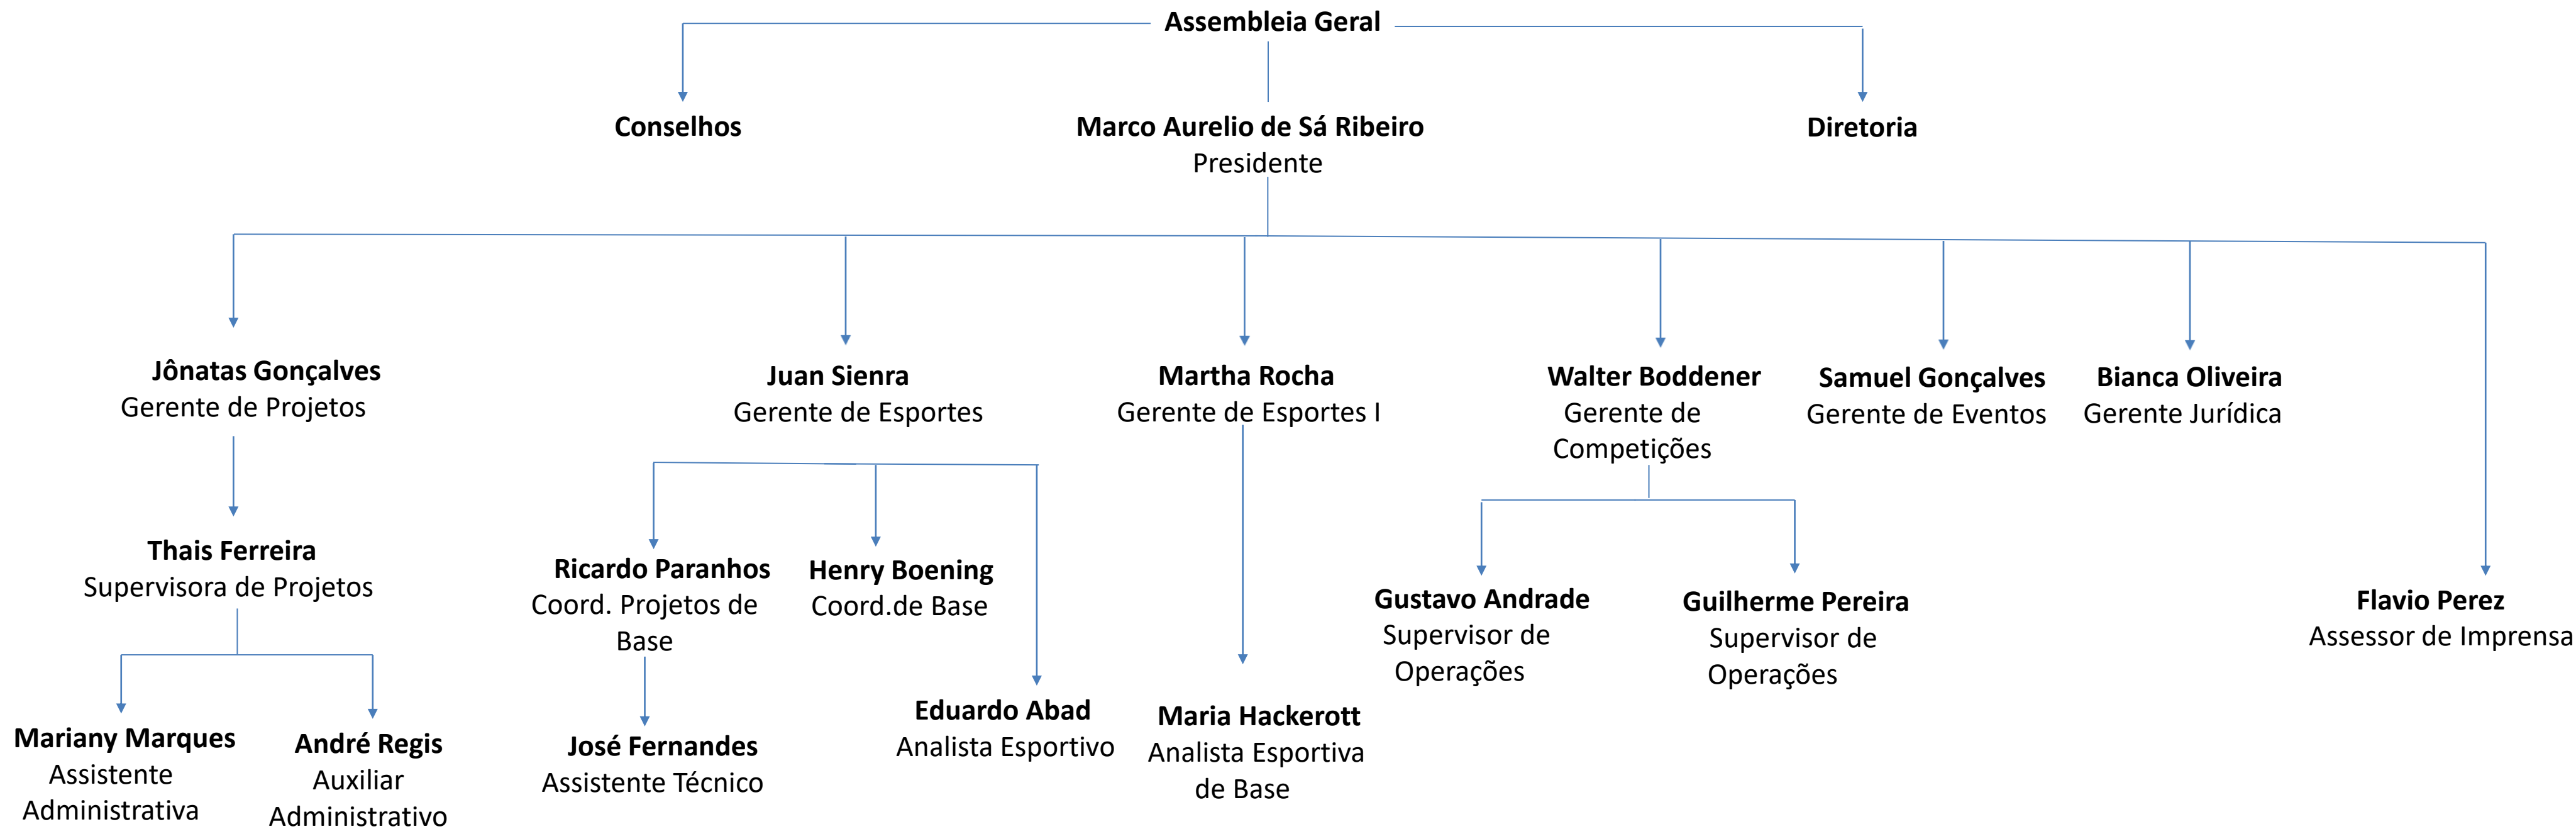 Assembleia Geral
Conselhos
Marco Aurelio de Sá Ribeiro
Presidente
Diretoria
Jônatas Gonçalves
Gerente de Projetos
Juan Sienra
Gerente de Esportes
Martha Rocha
Gerente de Esportes I
Walter Boddener
Gerente de
Competições
Samuel Gonçalves
Gerente de Eventos
Bianca Oliveira
Gerente Jurídica
Thais Ferreira
Supervisora de Projetos
Ricardo Paranhos
Coord. Projetos de
Base
Henry Boening
Coord.de Base
Gustavo Andrade
Supervisor de
Operações
Guilherme Pereira
Supervisor de
Operações
Flavio Perez
Assessor de Imprensa
Mariany Marques
Assistente
Administrativa
André Regis
Auxiliar
Administrativo
José Fernandes
Assistente Técnico
Eduardo Abad
Analista Esportivo
Maria Hackerott
Analista Esportiva
de Base